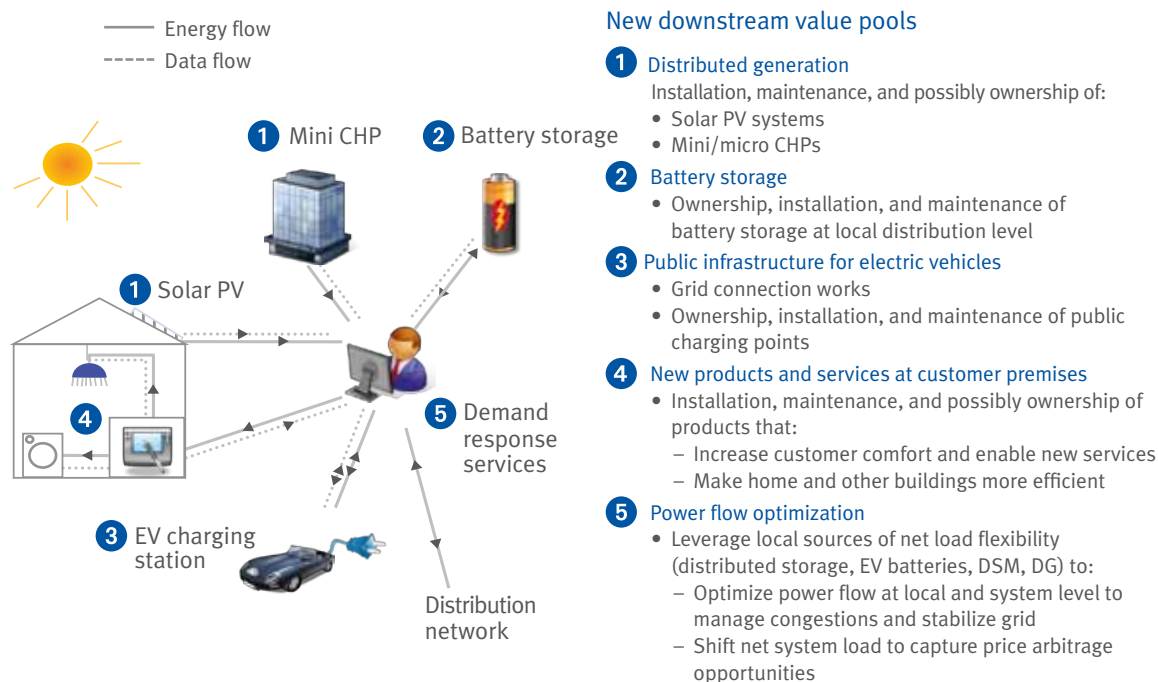 Energy flow
Data flow
1 Mini CHP
2 Battery storage
1 Solar PV
4
5 Demand
response
services
3 EV charging
station
Distribution
network
New downstream value pools
1 Distributed generation
Installation, maintenance, and possibly ownership of:
• Solar PV systems
• Mini/micro CHPs
2 Battery storage
• Ownership, installation, and maintenance of
battery storage at local distribution level
3 Public infrastructure for electric vehicles
• Grid connection works
• Ownership, installation, and maintenance of public
charging points
4 New products and services at customer premises
• Installation, maintenance, and possibly ownership of
products that:
– Increase customer comfort and enable new services
– Make home and other buildings more efficient
5 Power flow optimization
• Leverage local sources of net load flexibility
(distributed storage, EV batteries, DSM, DG) to:
– Optimize power flow at local and system level to
manage congestions and stabilize grid
– Shift net system load to capture price arbitrage
opportunities